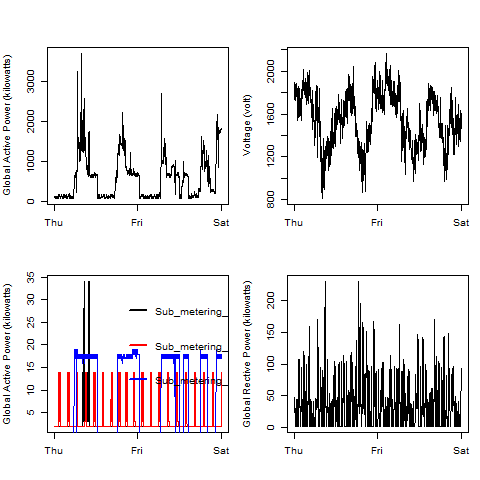 Global Active Power (kilowatts)
3000
2000
1000
0
Thu Fri Sat
Voltage (volt)
2000
1600
1200
800
Thu Fri Sat
Global Active Power (kilowatts)
35
30
25
20
15
10
5
Sub_metering_
Sub_metering_
Sub_metering_
Thu Fri Sat
Global Rective Power (kilowatts)
200
150
100
50
0
Thu Fri Sat